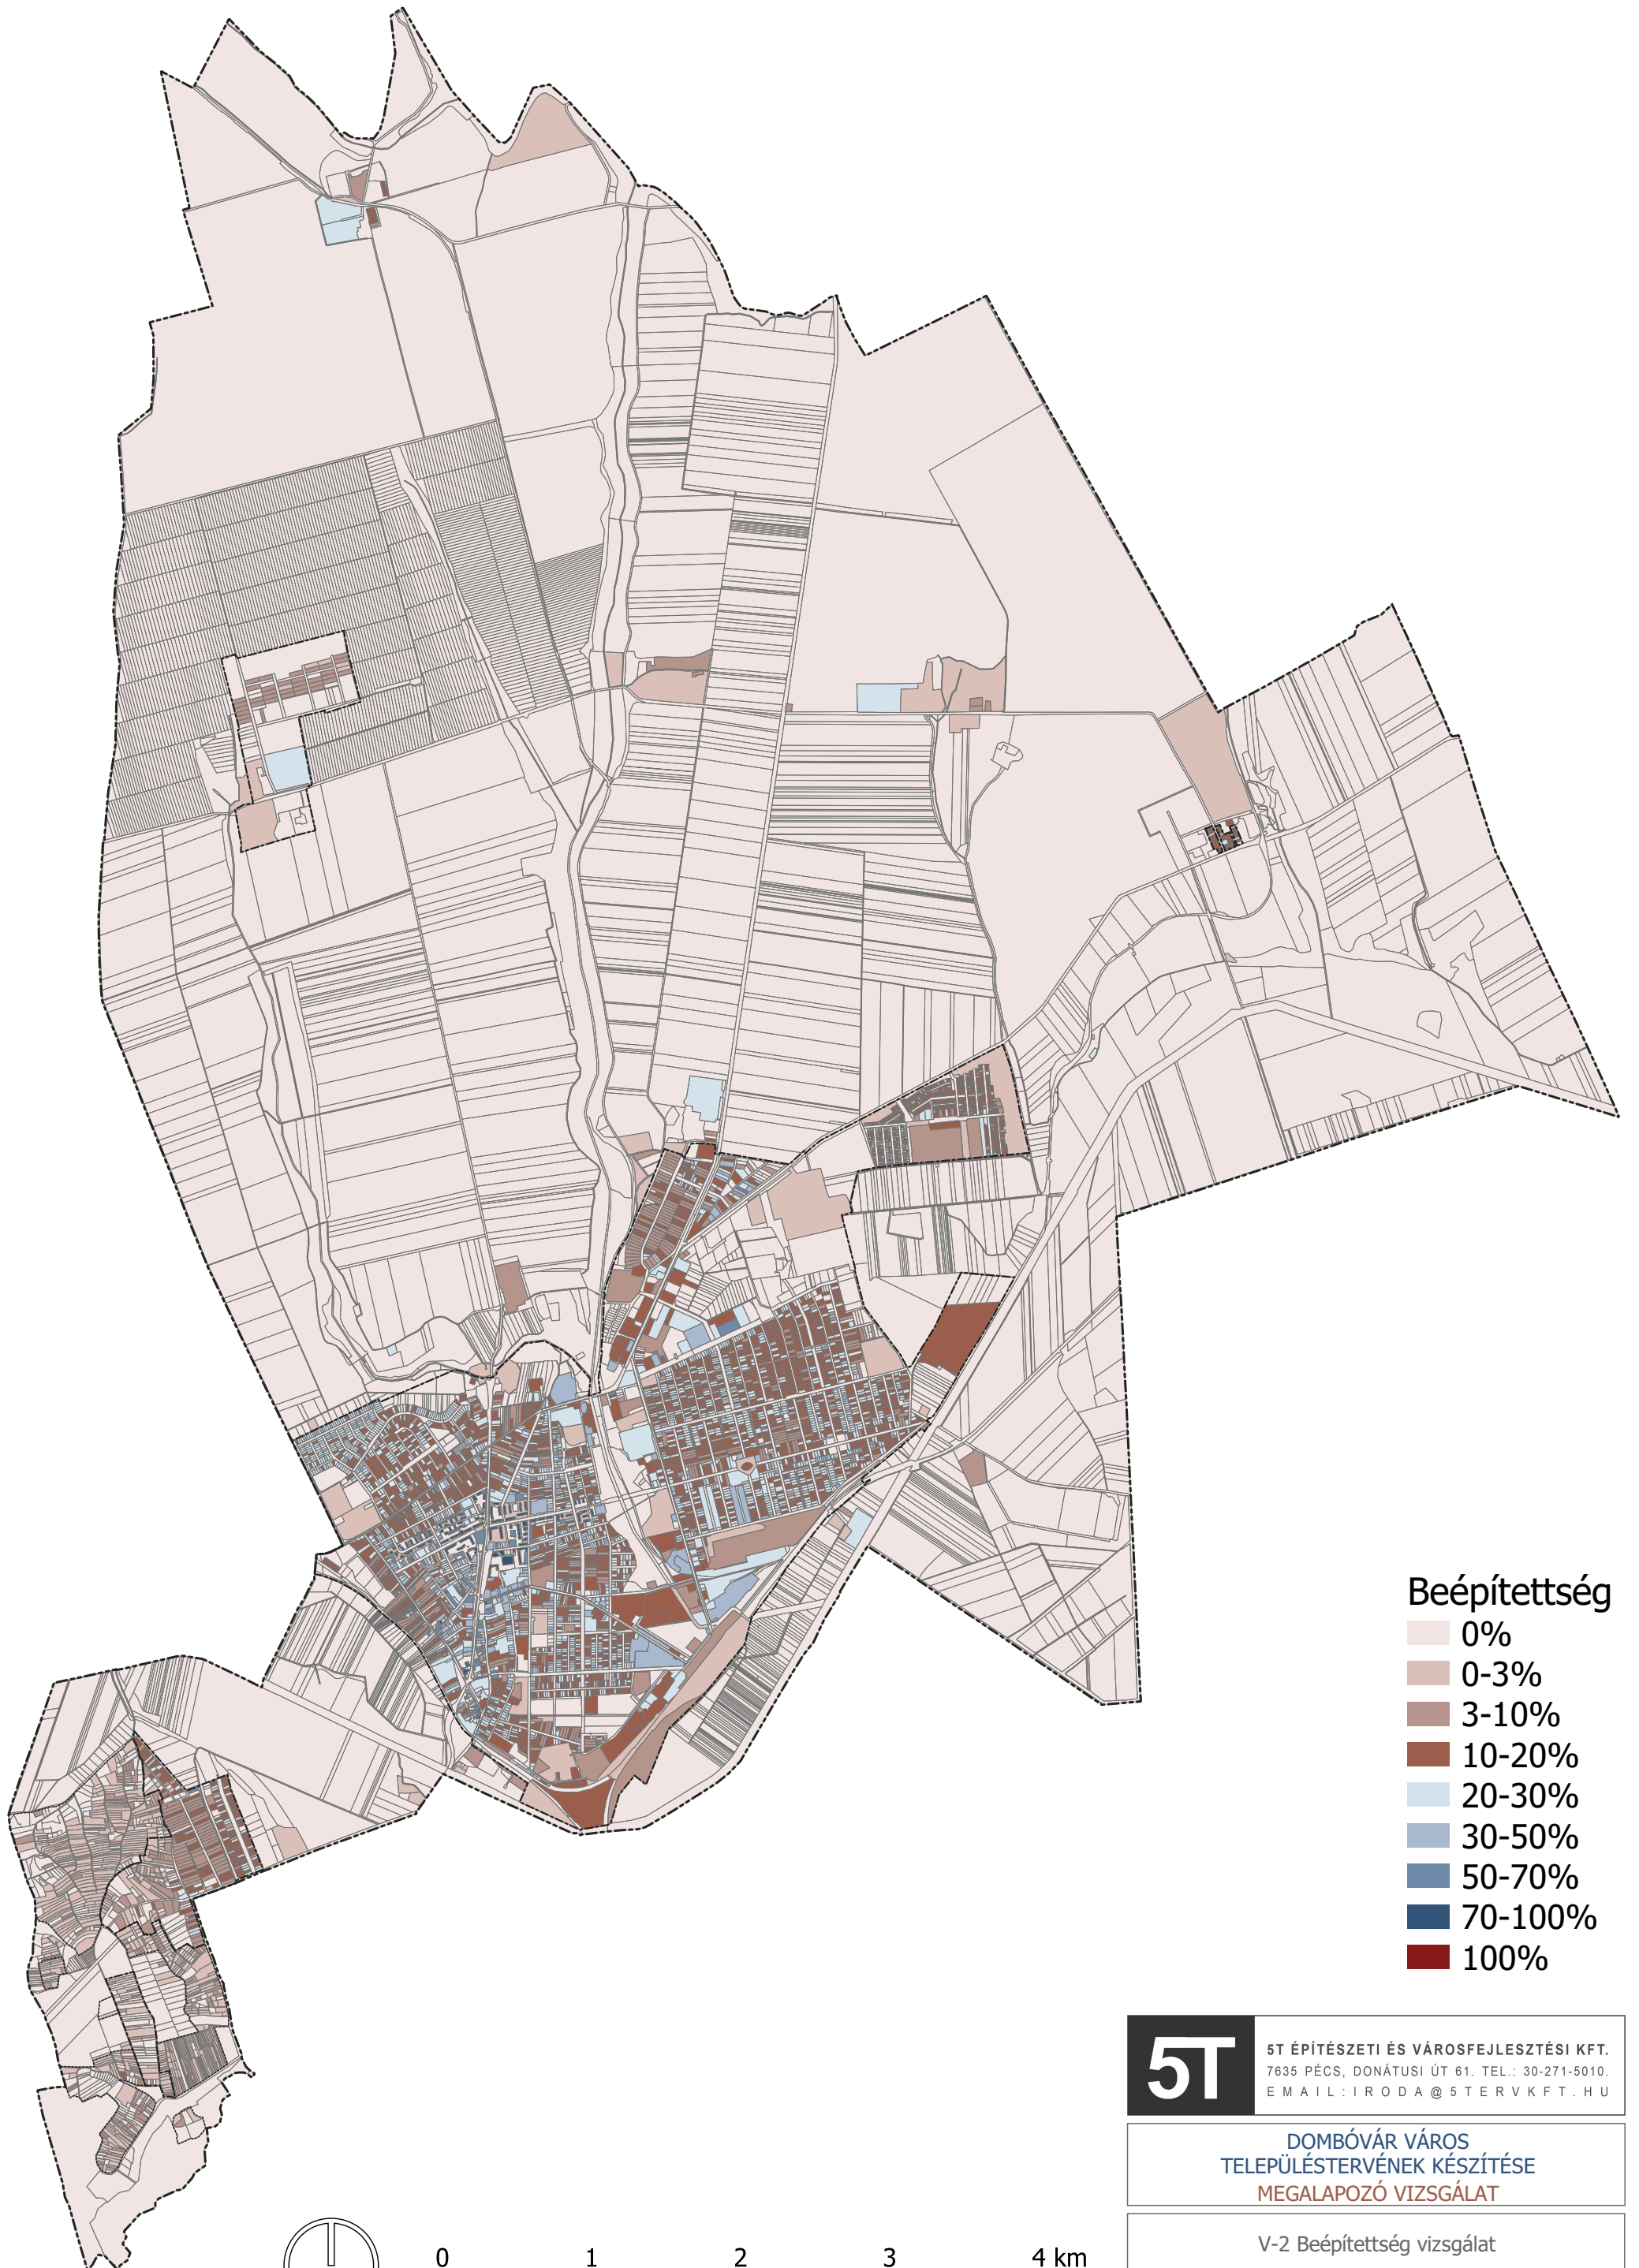 Beépítettség
0%
0-3%
3-10%
10-20%
20-30%
30-50%
50-70%
70-100%
100%
5T
5T ÉPÍTÉSZETI ÉS VÁROSFEJLESZTÉSI KFT.
7635 PÉCS, DONÁTUSI ÚT 61. TEL.: 30-271-5010.
EMAIL: IRODA@5TERVKFT.HU
DOMBÓVÁR VÁROS
TELEPÜLÉSTERVÉNEK KÉSZÍTÉSE
MEGALAPOZÓ VIZSGÁLAT
V-2 Beépítettség vizsgálat
0 1 2 3 4 km